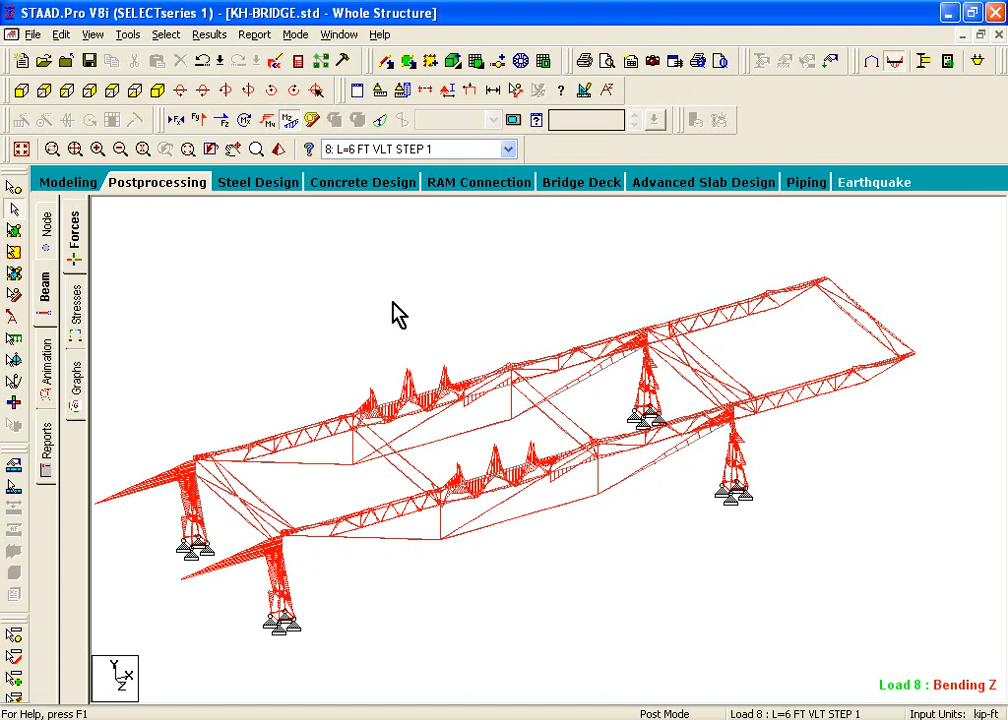 STAAD.Pro V8i (SELECTseries 1) - [KH-BRIDGE.std - Whole Structure]
File Edit View Tools Select Results Report Mode Window Help
8: L=6 FT VLT STEP 1
Modeling Postprocessing Steel Design Concrete Design RAM Connection Bridge Deck Advanced Slab Design Piping Earthquake
Node
Beam
Animation
Reports
Forces
Stresses
Graphs
Y
X
Z
Load 8 : Bending Z
For Help, press F1 Post Mode Load 8 : L=6 FT VLT STEP 1 Input Units: kip-ft